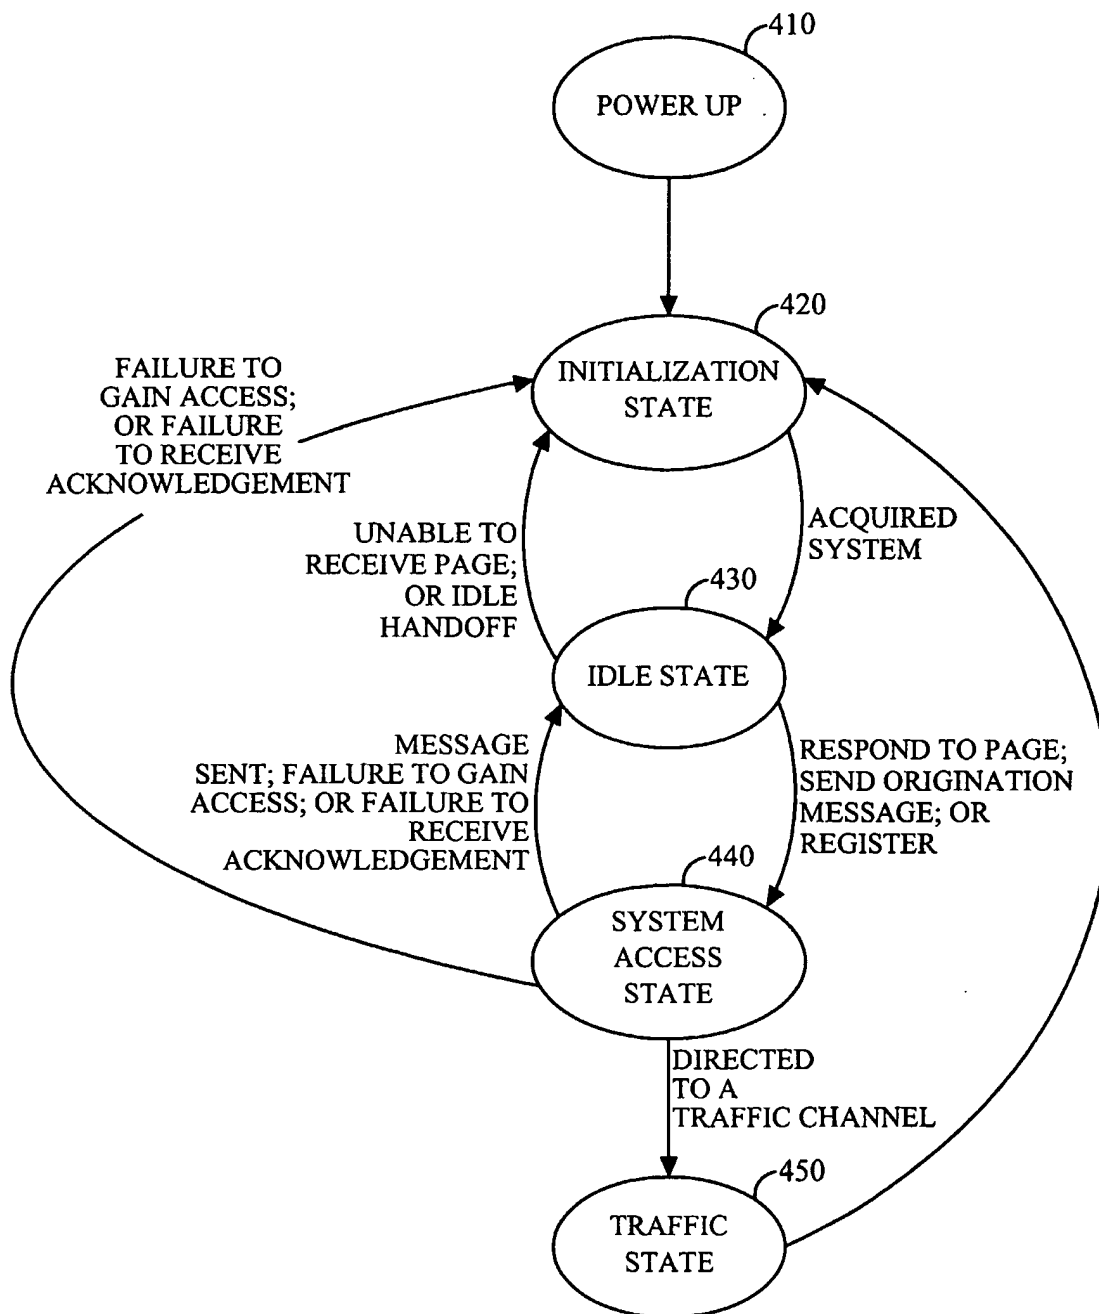 410
POWER UP
420
INITIALIZATION
STATE
FAILURE TO
GAIN ACCESS;
OR FAILURE
TO RECEIVE
ACKNOWLEDGEMENT
UNABLE TO
RECEIVE PAGE;
OR IDLE
HANDOFF
ACQUIRED
SYSTEM
430
IDLE STATE
MESSAGE
SENT; FAILURE TO GAIN
ACCESS; OR FAILURE TO
RECEIVE
ACKNOWLEDGEMENT
RESPOND TO PAGE;
SEND ORIGINATION
MESSAGE; OR
REGISTER
440
SYSTEM
ACCESS
STATE
DIRECTED
TO A
TRAFFIC CHANNEL
450
TRAFFIC
STATE